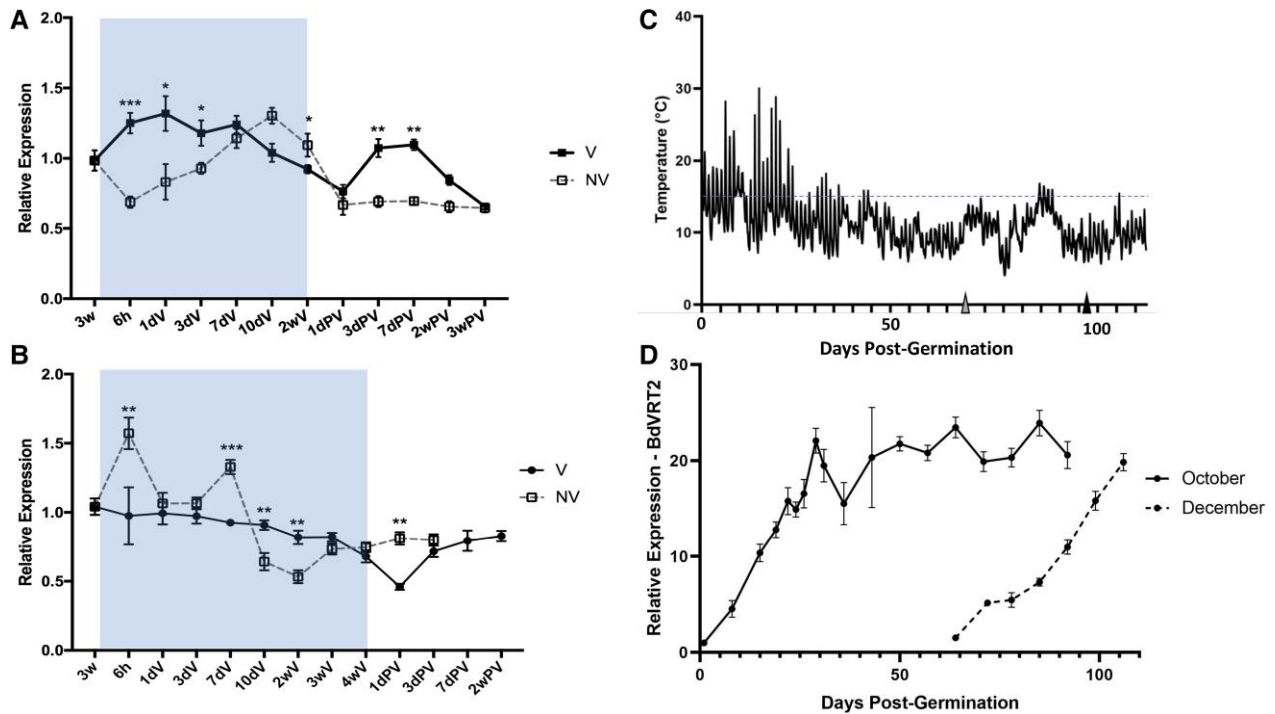 A
Relative Expression
2.0
1.5
1.0
0.5
0.0
*** * * * ** **
3w 6h 1dV 3dV 7dV 10dV 2wV 1dPV 3dPV 7dPV 2wPV 3wPV
V
NV
B
Relative Expression
2.0
1.5
1.0
0.5
0.0
** *** ** ** **
3w 6h 1dV 3dV 7dV 10dV 2wV 3wV 4wV 1dPV 3dPV 7dPV 2wPV
V
NV
C
Temperature (°C)
40
30
20
10
0
0 50 100
Days Post-Germination
D
Relative Expression - BdVRT2
30
20
10
0
0 50 100
Days Post-Germination
October
December